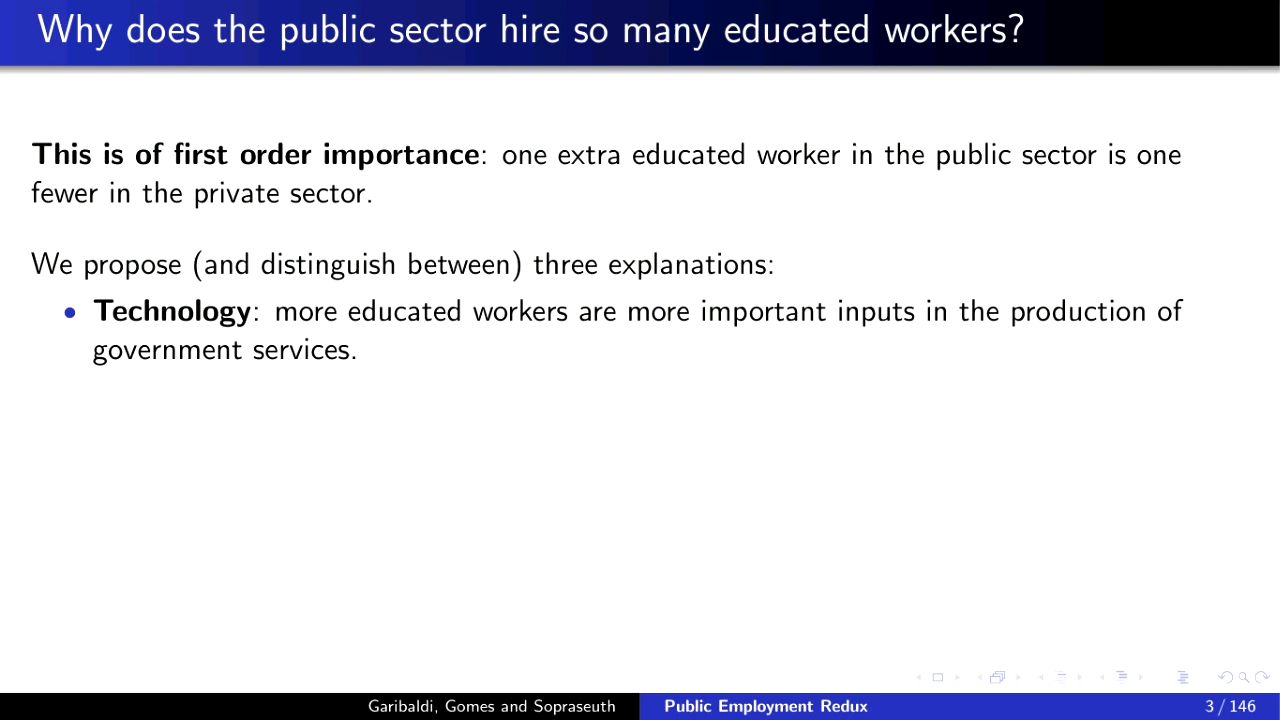 Why does the public sector hire so many educated workers?
This is of first order importance: one extra educated worker in the public sector is one
fewer in the private sector.
We propose (and distinguish between) three explanations:
• Technology: more educated workers are more important inputs in the production of
government services.
Garibaldi, Gomes and Sopraseuth
Public Employment Redux
3 / 146